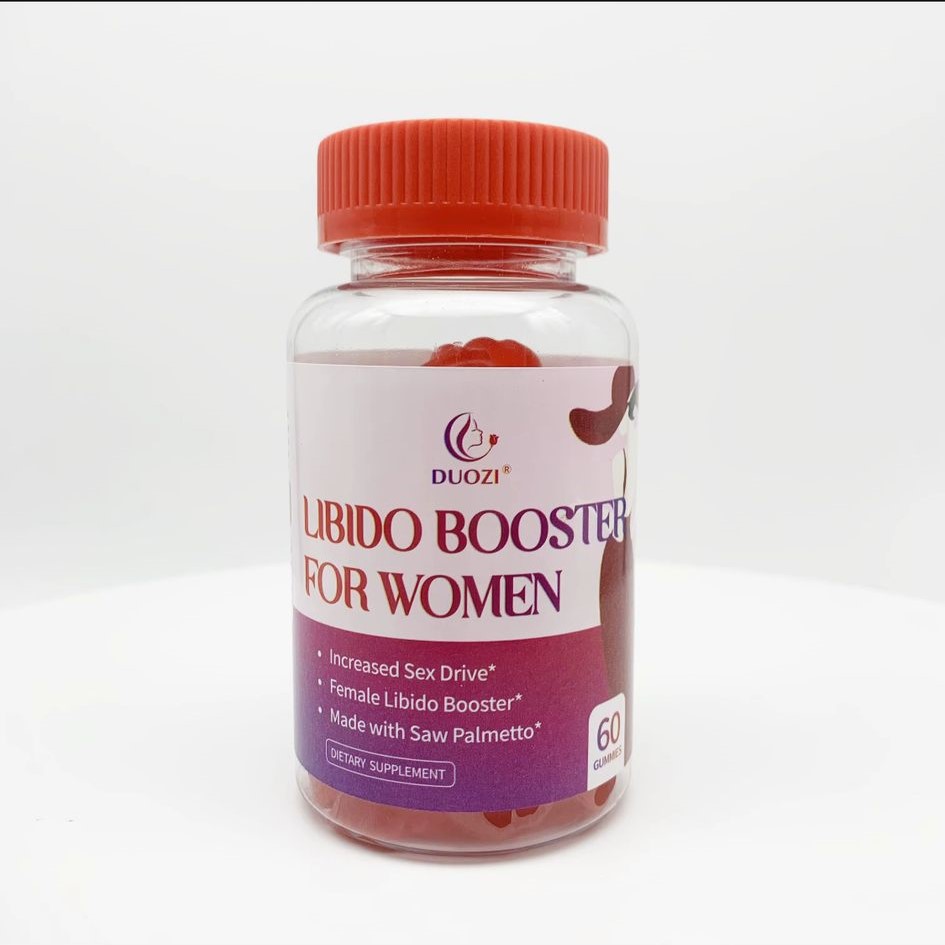 DUOZI®
LIBIDO BOOSTER
FOR WOMEN
• Increased Sex Drive*
• Female Libido Booster*
• Made with Saw Palmetto*
DIETARY SUPPLEMENT
60
GUMMIES